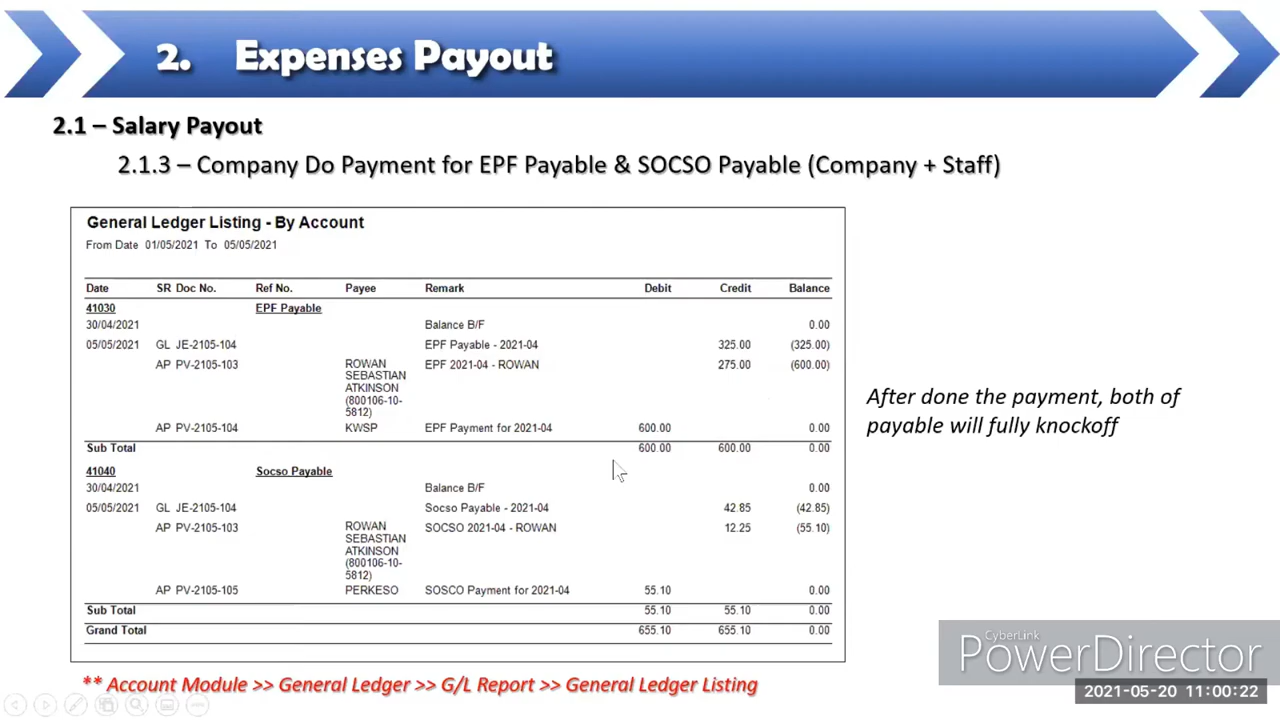 2. Expenses Payout
2.1 – Salary Payout
2.1.3 – Company Do Payment for EPF Payable & SOCSO Payable (Company + Staff)
General Ledger Listing - By Account
From Date 01/05/2021 To 05/05/2021
Date SR Doc No. Ref No. Payee Remark Debit Credit Balance
41030 EPF Payable
30/04/2021 Balance B/F 0.00
05/05/2021 GL JE-2105-104 EPF Payable - 2021-04 325.00 (325.00)
AP PV-2105-103 ROWAN EPF 2021-04 - ROWAN 275.00 (600.00)
SEBASTIAN
ATKINSON
(800106-10-
5812)
AP PV-2105-104 KWSP EPF Payment for 2021-04 600.00 0.00
Sub Total 600.00 600.00 0.00
41040 Socso Payable
30/04/2021 Balance B/F 0.00
05/05/2021 GL JE-2105-104 Socso Payable - 2021-04 42.85 (42.85)
AP PV-2105-103 ROWAN SOCSO 2021-04 - ROWAN 12.25 (55.10)
SEBASTIAN
ATKINSON
(800106-10-
5812)
AP PV-2105-105 PERKESO SOSCO Payment for 2021-04 55.10 0.00
Sub Total 55.10 55.10 0.00
Grand Total 655.10 655.10 0.00
After done the payment, both of
payable will fully knockoff
** Account Module >> General Ledger >> G/L Report >> General Ledger Listing
CyberLink
PowerDirector
2021-05-20 11:00:22